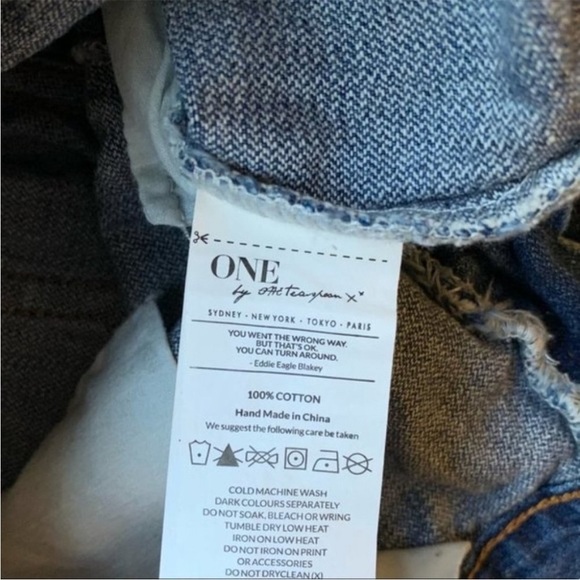 ONE
by One Teaspoon x
SYDNEY · NEW YORK · TOKYO · PARIS
YOU WENT THE WRONG WAY.
BUT THAT'S OK,
YOU CAN TURN AROUND.
- Eddie Eagle Blakey
100% COTTON
Hand Made in China
We suggest the following care be taken
COLD MACHINE WASH
DARK COLOURS SEPARATELY
DO NOT SOAK, BLEACH OR WRING
TUMBLE DRY LOW HEAT
IRON ON LOW HEAT
DO NOT IRON ON PRINT
OR ACCESSORIES
DO NOT DRYCLEAN (X)